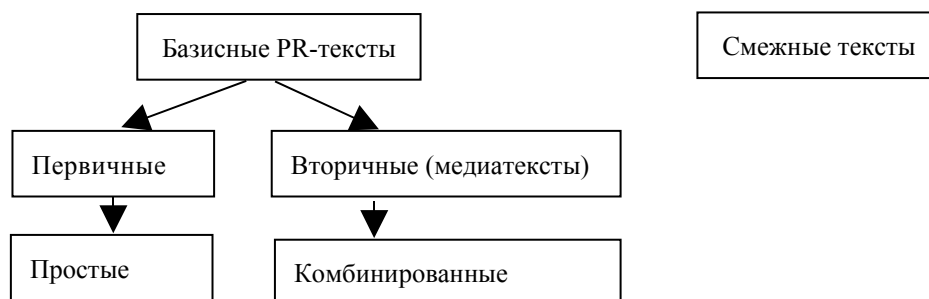 Базисные PR-тексты
Смежные тексты
Первичные
Вторичные (медиатексты)
Простые
Комбинированные